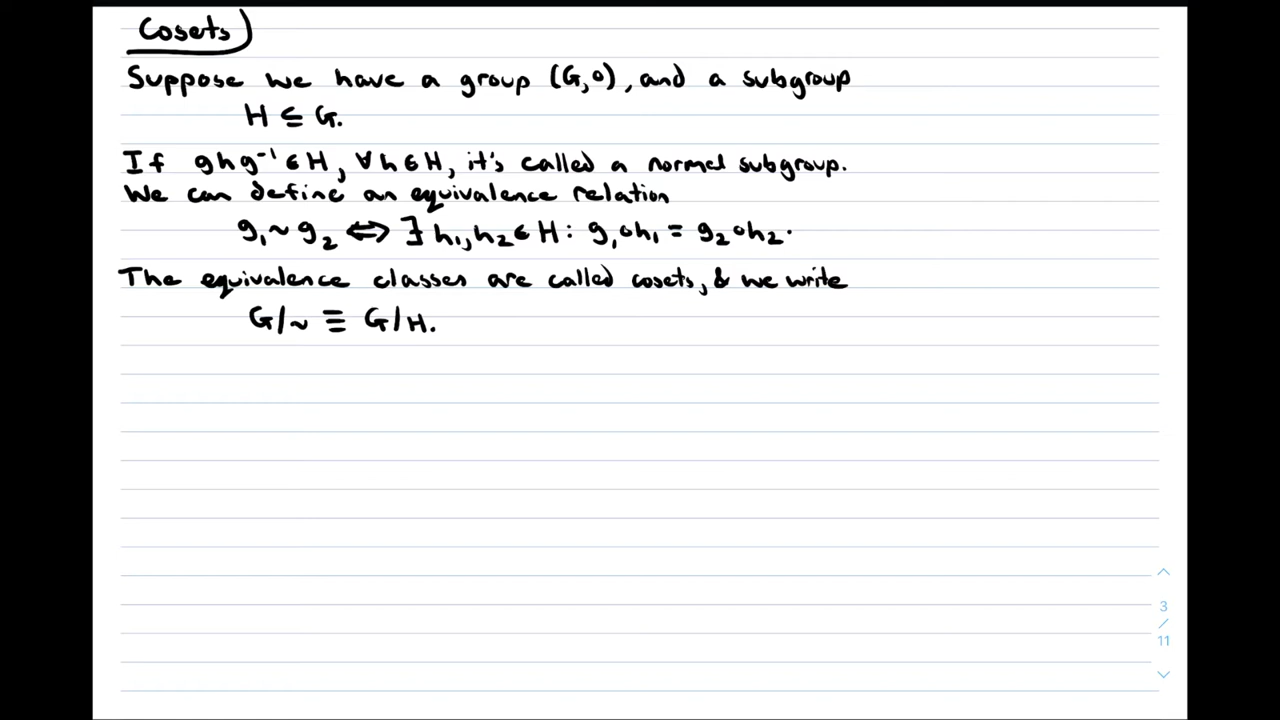 Cosets
Suppose we have a group (G,∘), and a subgroup
H ⊆ G.
If ghg⁻¹ ∈ H, ∀h ∈ H, it's called a normal subgroup.
We can define an equivalence relation
g₁ ~ g₂ ⟺ ∃ h₁,h₂ ∈ H : g₁∘h₁ = g₂∘h₂.
The equivalence classes are called cosets, & we write
G/~ ≡ G/H.
3
/
11